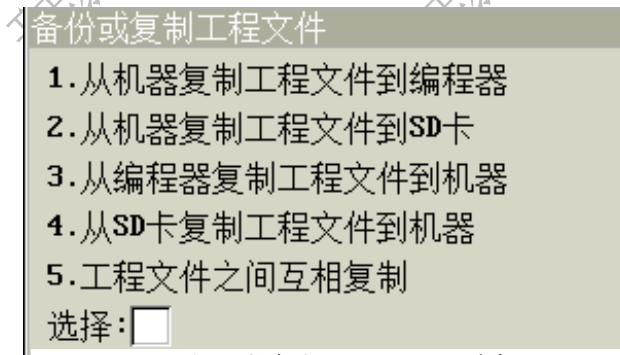 备份或复制工程文件
1.从机器复制工程文件到编程器
2.从机器复制工程文件到SD卡
3.从编程器复制工程文件到机器
4.从SD卡复制工程文件到机器
5.工程文件之间互相复制
选择: